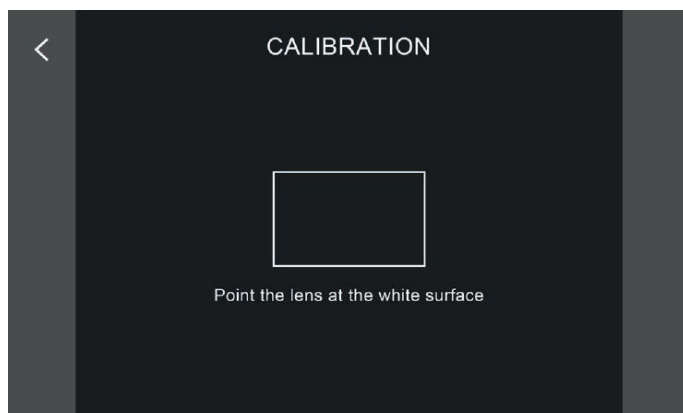 CALIBRATION
Point the lens at the white surface